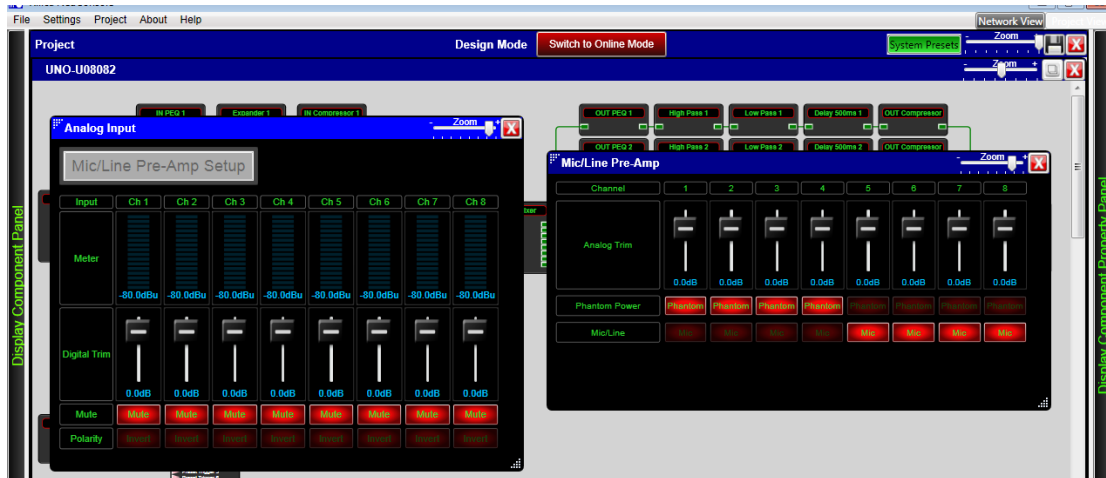 File Settings Project About Help
Network View
Project Design Mode Switch to Online Mode System Presets - Zoom
UNO-U08082 - Zoom +
IN PEQ 1 Expander 1 IN Compressor 1
OUT PEQ 1 High Pass 1 Low Pass 1 Delay 500ms 1 OUT Compressor
OUT PEQ 2 High Pass 2 Low Pass 2 Delay 500ms 2 OUT Compressor
Analog Input - Zoom +
Mic/Line Pre-Amp Setup
Input Ch 1 Ch 2 Ch 3 Ch 4 Ch 5 Ch 6 Ch 7 Ch 8
Meter
-80.0dBu -80.0dBu -80.0dBu -80.0dBu -80.0dBu -80.0dBu -80.0dBu -80.0dBu
Digital Trim
0.0dB 0.0dB 0.0dB 0.0dB 0.0dB 0.0dB 0.0dB 0.0dB
Mute Mute Mute Mute Mute Mute Mute Mute Mute
Polarity Invert Invert Invert Invert Invert Invert Invert Invert
Mic/Line Pre-Amp - Zoom +
Channel 1 2 3 4 5 6 7 8
Analog Trim
0.0dB 0.0dB 0.0dB 0.0dB 0.0dB 0.0dB 0.0dB 0.0dB
Phantom Power Phantom Phantom Phantom Phantom Phantom Phantom Phantom Phantom
Mic/Line Mic Mic Mic Mic Mic Mic Mic Mic
Display Component Panel
Display Component Property Panel